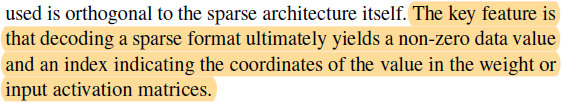 used is orthogonal to the sparse architecture itself. The key feature is
that decoding a sparse format ultimately yields a non-zero data value
and an index indicating the coordinates of the value in the weight or
input activation matrices.